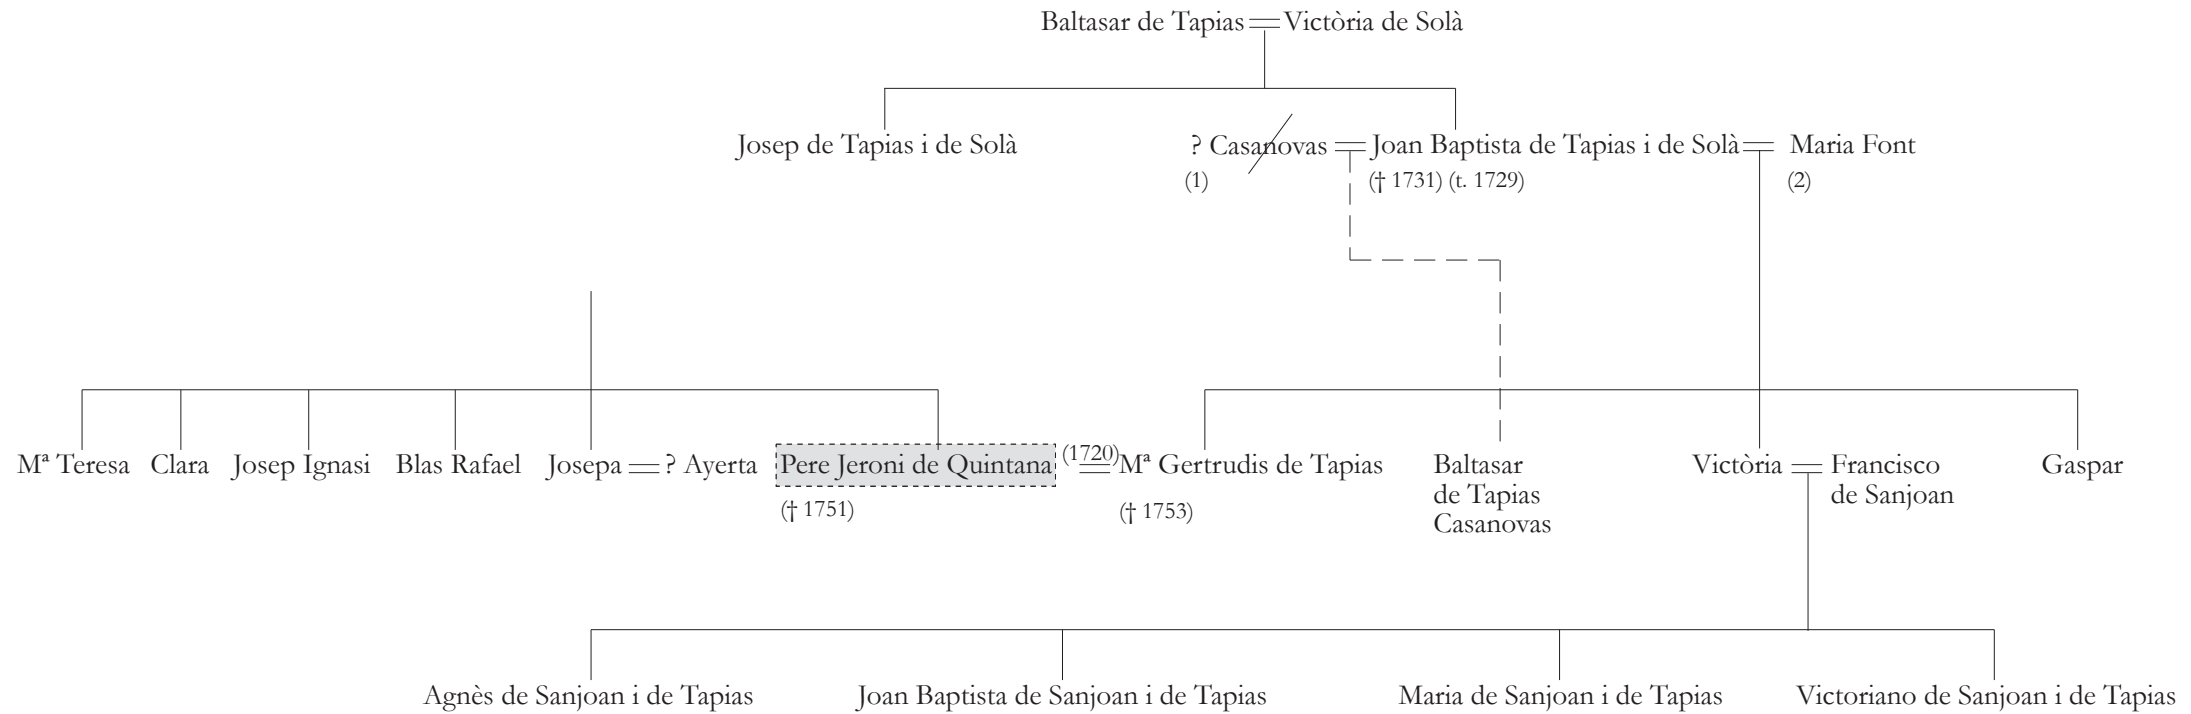 Baltasar de Tapias Victòria de Solà
Josep de Tapias i de Solà ? Casanovas Joan Baptista de Tapias i de Solà Maria Font
(1) († 1731) (t. 1729) (2)
Mª Teresa Clara Josep Ignasi Blas Rafael Josepa ? Ayerta Pere Jeroni de Quintana (1720) Mª Gertrudis de Tapias Baltasar Victòria Francisco Gaspar
de Tapias de Sanjoan
(† 1751) († 1753) Casanovas
Agnès de Sanjoan i de Tapias Joan Baptista de Sanjoan i de Tapias Maria de Sanjoan i de Tapias Victoriano de Sanjoan i de Tapias